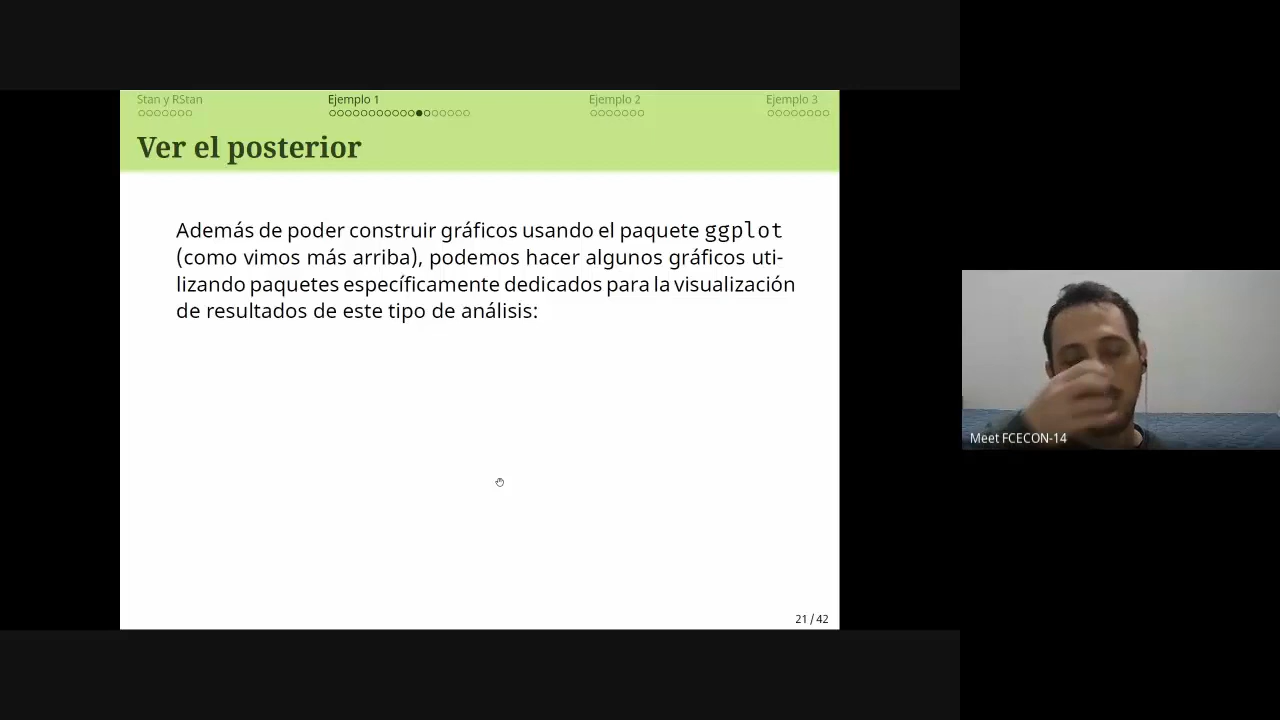 Stan y RStan
Ejemplo 1
Ejemplo 2
Ejemplo 3
Ver el posterior
Además de poder construir gráficos usando el paquete ggplot
(como vimos más arriba), podemos hacer algunos gráficos uti-
lizando paquetes específicamente dedicados para la visualización
de resultados de este tipo de análisis:
21 / 42
Meet FCECON-14